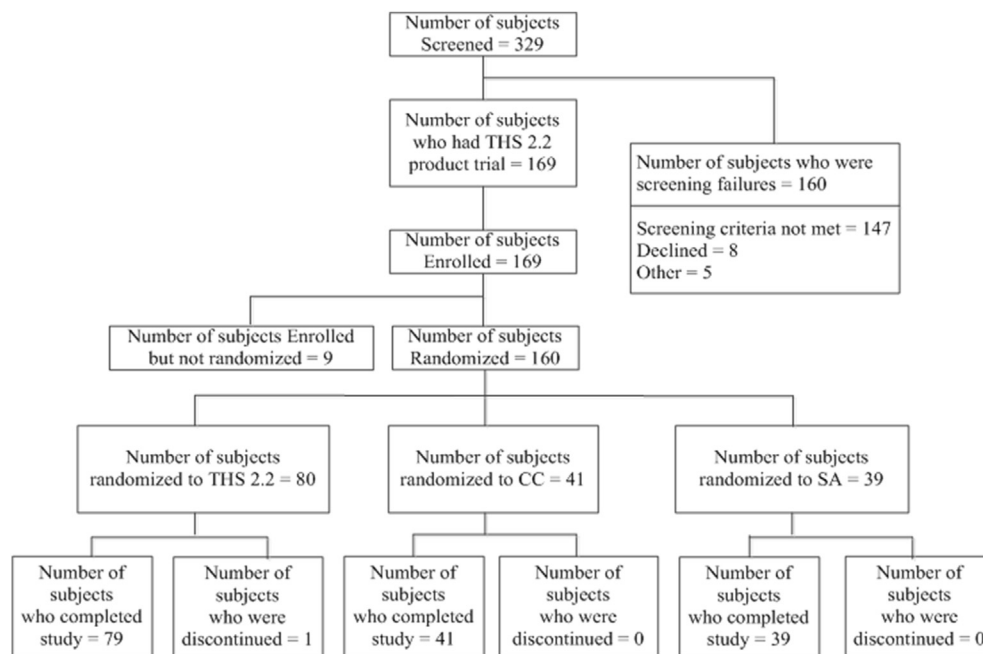 Number of subjects
Screened = 329
Number of subjects
who had THS 2.2
product trial = 169
Number of subjects who were
screening failures = 160
Screening criteria not met = 147
Declined = 8
Other = 5
Number of subjects
Enrolled = 169
Number of subjects Enrolled
but not randomized = 9
Number of subjects
Randomized = 160
Number of subjects
randomized to THS 2.2 = 80
Number of subjects
randomized to CC = 41
Number of subjects
randomized to SA = 39
Number of
subjects
who completed
study = 79
Number of
subjects
who were
discontinued = 1
Number of
subjects
who completed
study = 41
Number of
subjects
who were
discontinued = 0
Number of
subjects
who completed
study = 39
Number of
subjects
who were
discontinued = 0